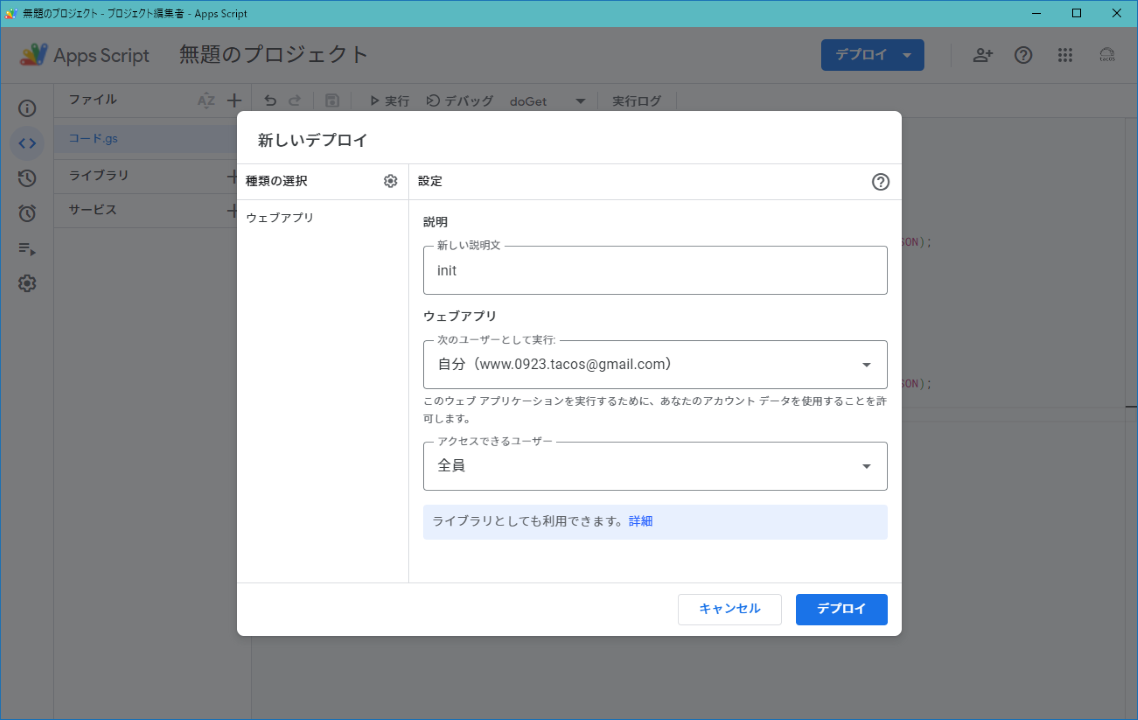 無題のプロジェクト - プロジェクト編集者 - Apps Script
Apps Script 無題のプロジェクト デプロイ
ファイル AZ 実行 デバッグ doGet 実行ログ
コード.gs
ライブラリ
サービス
新しいデプロイ
種類の選択 設定
ウェブアプリ
説明
新しい説明文
init
ウェブアプリ
次のユーザーとして実行:
自分（www.0923.tacos@gmail.com）
このウェブ アプリケーションを実行するために、あなたのアカウント データを使用することを許
可します。
アクセスできるユーザー
全員
ライブラリとしても利用できます。詳細
キャンセル デプロイ
SON);
SON);